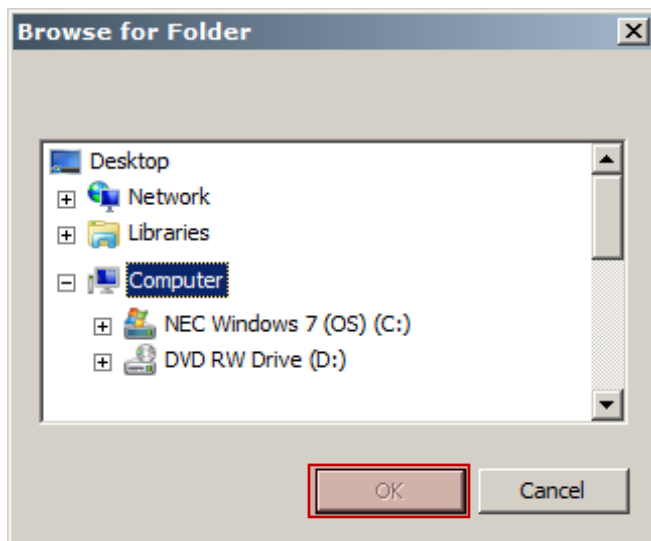 Browse for Folder
Desktop
Network
Libraries
Computer
NEC Windows 7 (OS) (C:)
DVD RW Drive (D:)
OK
Cancel